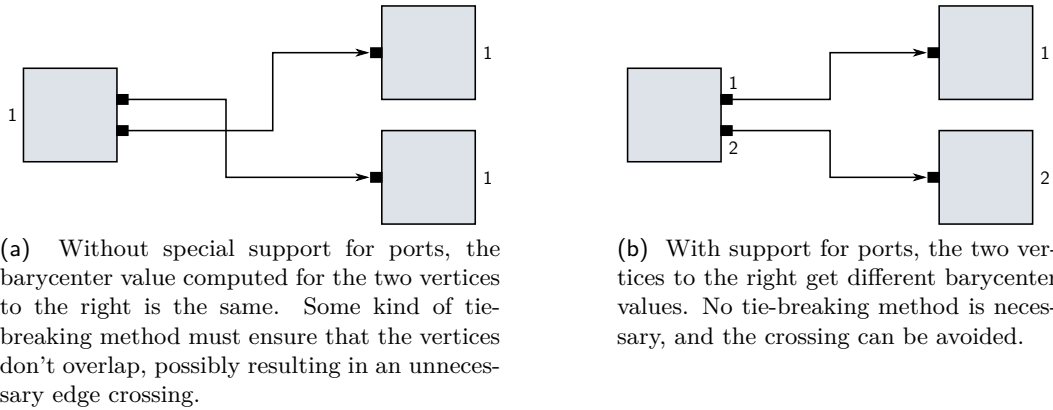 1
1
1
1
2
1
2
(a) Without special support for ports, the
barycenter value computed for the two vertices
to the right is the same. Some kind of tie-
breaking method must ensure that the vertices
don't overlap, possibly resulting in an unneces-
sary edge crossing.
(b) With support for ports, the two ver-
tices to the right get different barycenter
values. No tie-breaking method is neces-
sary, and the crossing can be avoided.